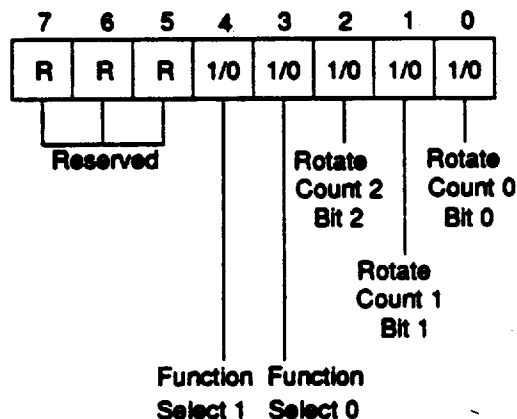 7 6 5 4 3 2 1 0
R R R 1/0 1/0 1/0 1/0 1/0
Reserved
Rotate
Count 2
Bit 2
Rotate
Count 0
Bit 0
Rotate
Count 1
Bit 1
Function
Select 1
Function
Select 0